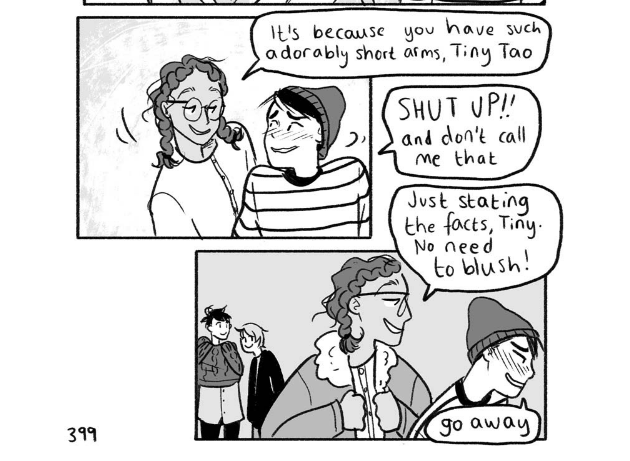 It's because you have such
adorably short arms, Tiny Tao
SHUT UP!!
and don't call
me that
Just stating
the facts, Tiny.
No need
to blush!
go away
399